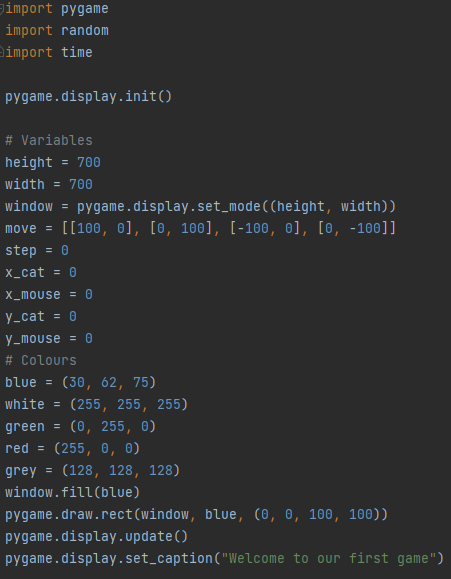 import pygame
import random
import time
pygame.display.init()
# Variables
height = 700
width = 700
window = pygame.display.set_mode((height, width))
move = [[100, 0], [0, 100], [-100, 0], [0, -100]]
step = 0
x_cat = 0
x_mouse = 0
y_cat = 0
y_mouse = 0
# Colours
blue = (30, 62, 75)
white = (255, 255, 255)
green = (0, 255, 0)
red = (255, 0, 0)
grey = (128, 128, 128)
window.fill(blue)
pygame.draw.rect(window, blue, (0, 0, 100, 100))
pygame.display.update()
pygame.display.set_caption("Welcome to our first game")